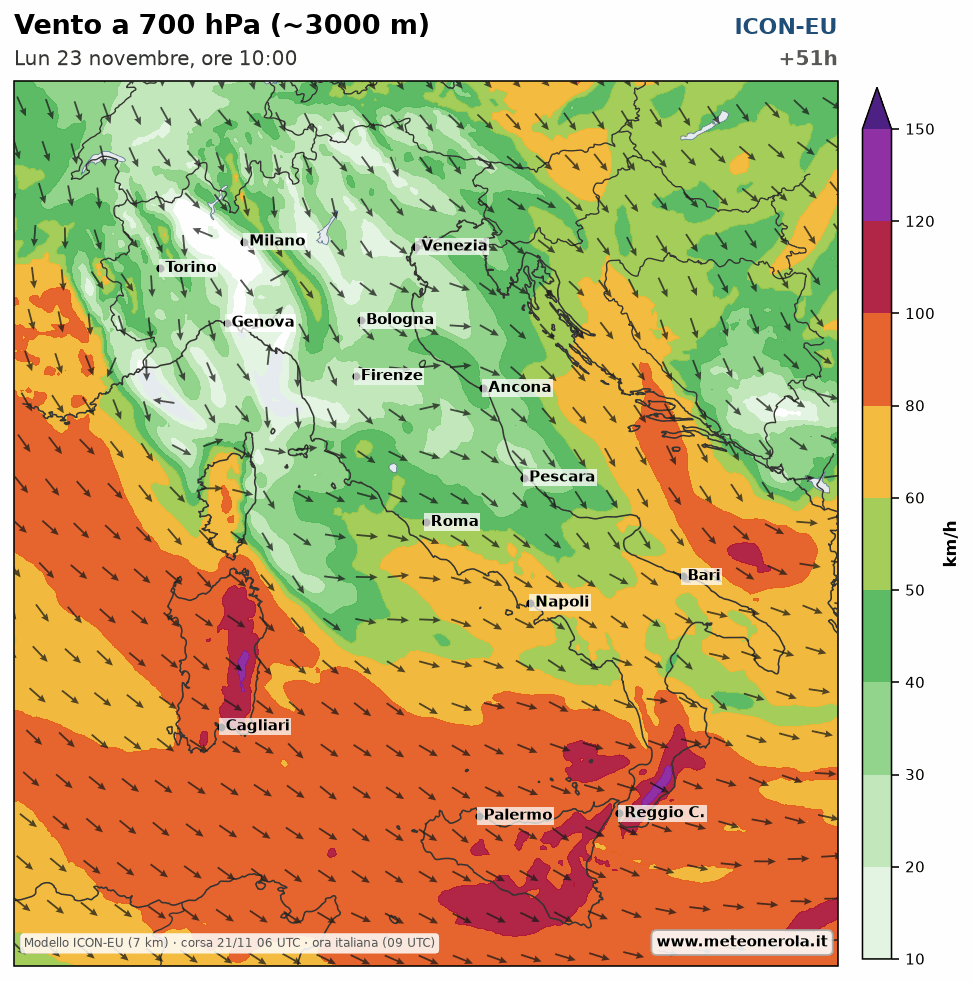 Vento a 700 hPa (~3000 m)
ICON-EU
Lun 23 novembre, ore 10:00
+51h
Milano
Venezia
Torino
Genova
Bologna
Firenze
Ancona
Pescara
Roma
Bari
Napoli
Cagliari
Palermo
Reggio C.
150
120
100
80
60
50
40
30
20
10
km/h
Modello ICON-EU (7 km) · corsa 21/11 06 UTC · ora italiana (09 UTC)
www.meteonerola.it